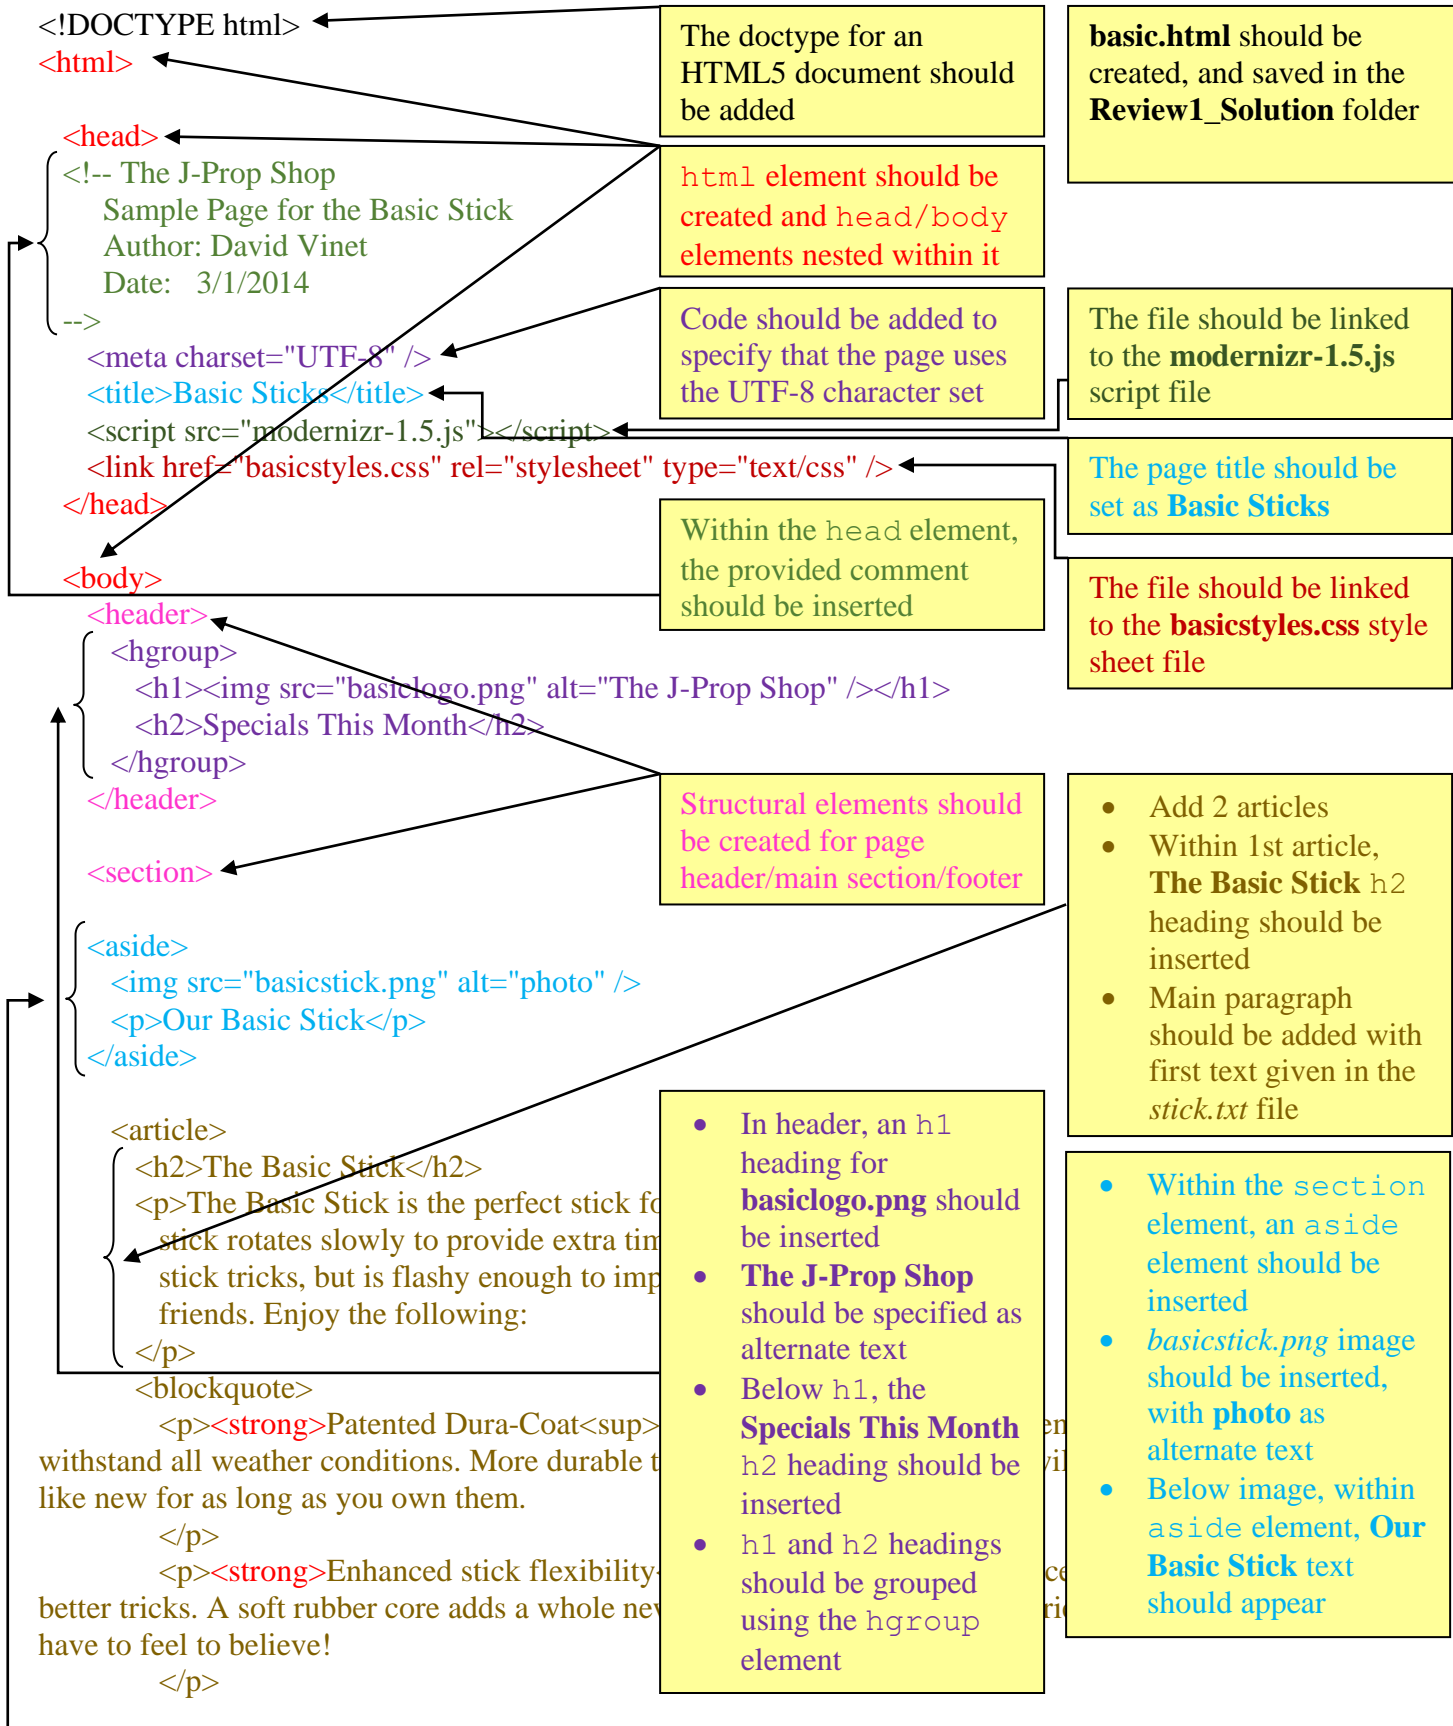 <!DOCTYPE html>
<html>
<head>
<!-- The J-Prop Shop
Sample Page for the Basic Stick
Author: David Vinet
Date: 3/1/2014
-->
<meta charset="UTF-8" />
<title>Basic Sticks</title>
<script src="modernizr-1.5.js"></script>
<link href="basicstyles.css" rel="stylesheet" type="text/css" />
</head>
<body>
<header>
<hgroup>
<h1><img src="basiclogo.png" alt="The J-Prop Shop" /></h1>
<h2>Specials This Month</h2>
</hgroup>
</header>
<section>
<aside>
<img src="basicstick.png" alt="photo" />
<p>Our Basic Stick</p>
</aside>
<article>
<h2>The Basic Stick</h2>
<p>The Basic Stick is the perfect stick
stick rotates slowly to provide extra
stick tricks, but is flashy enough to
friends. Enjoy the following:
</p>
<blockquote>
<p><strong>Patented Dura-Coat<sup>
withstand all weather conditions. More durable
like new for as long as you own them.
</p>
<p><strong>Enhanced stick flexibility
better tricks. A soft rubber core adds a whole
have to feel to believe!
</p>
The doctype for an
HTML5 document should
be added
basic.html should be
created, and saved in the
Review1_Solution folder
html element should be
created and head/body
elements nested within it
Code should be added to
specify that the page uses
the UTF-8 character set
The file should be linked
to the modernizr-1.5.js
script file
The page title should be
set as Basic Sticks
Within the head element,
the provided comment
should be inserted
The file should be linked
to the basicstyles.css style
sheet file
Structural elements should
be created for page
header/main section/footer
• Add 2 articles
• Within 1st article,
The Basic Stick h2
heading should be
inserted
• Main paragraph
should be added with
first text given in the
stick.txt file
• In header, an h1
heading for
basiclogo.png should
be inserted
• The J-Prop Shop
should be specified as
alternate text
• Below h1, the
Specials This Month
h2 heading should be
inserted
• h1 and h2 headings
should be grouped
using the hgroup
element
• Within the section
element, an aside
element should be
inserted
• basicstick.png image
should be inserted,
with photo as
alternate text
• Below image, within
aside element, Our
Basic Stick text
should appear